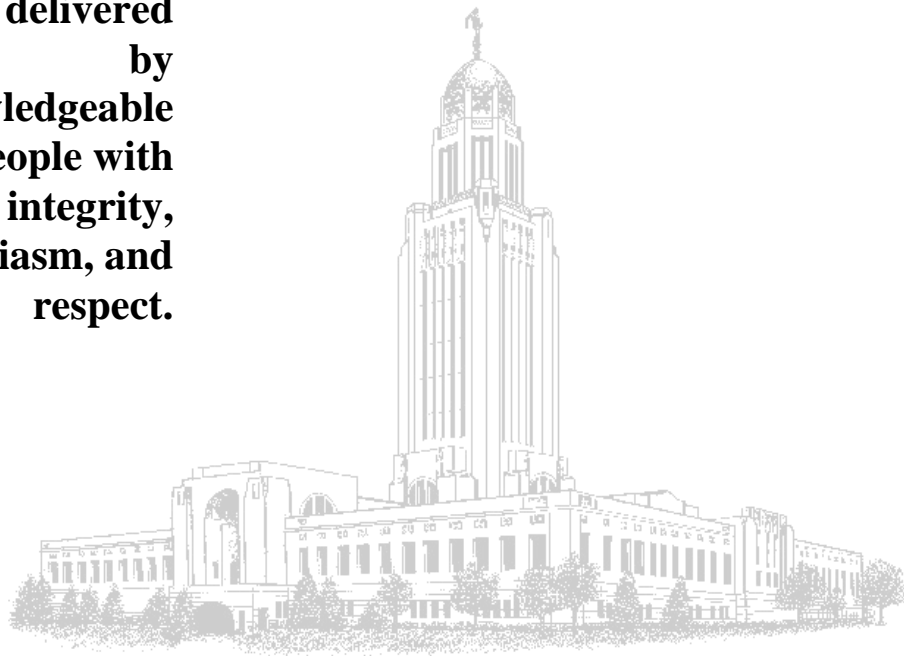 delivered
by
ledgeable
eople with
integrity,
iasm, and
respect.